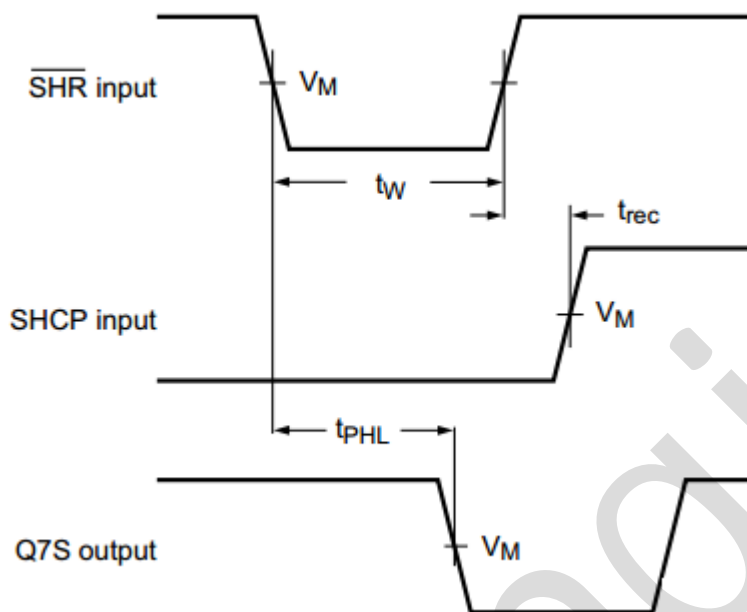 SHR input
VM
tW
trec
SHCP input
VM
tPHL
Q7S output
VM